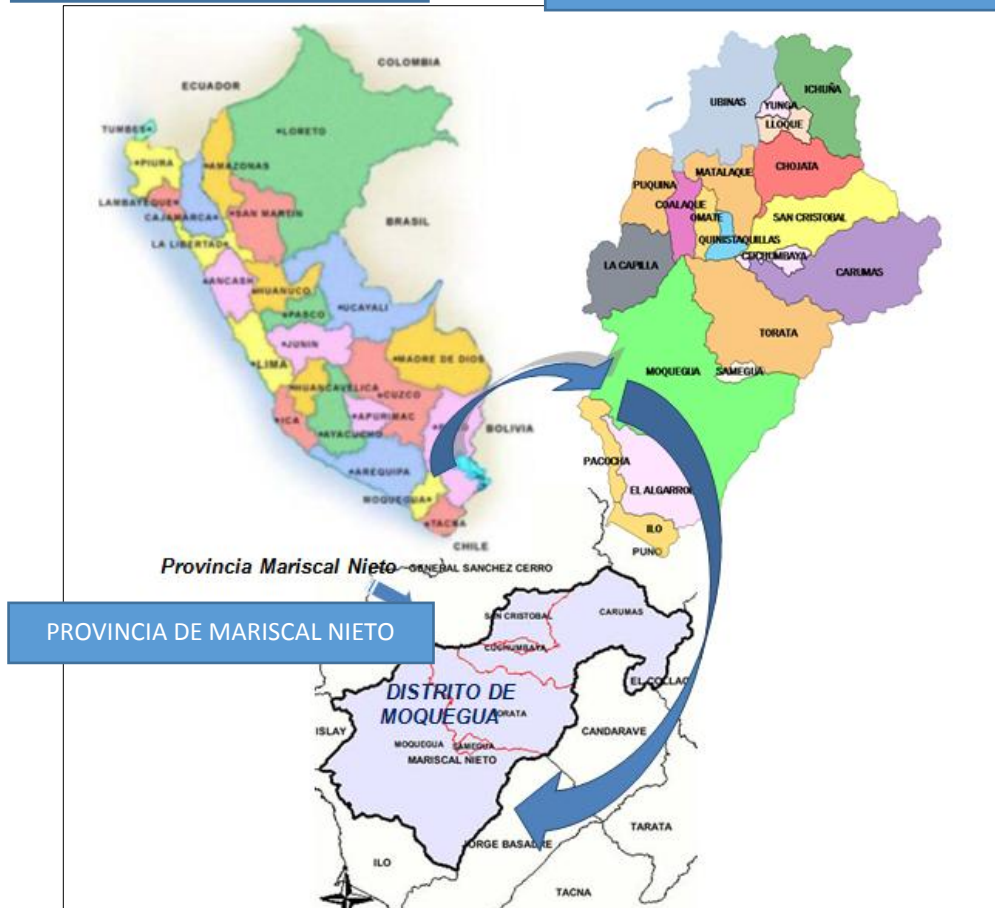 COLOMBIA
ECUADOR
TUMBES
LORETO
PIURA
AMAZONAS
LAMBAYEQUE
CAJAMARCA
SAN MARTIN
BRASIL
LA LIBERTAD
ANCASH
HUANUCO
UCAYALI
PASCO
JUNIN
LIMA
MADRE DE DIOS
HUANCAVELICA
CUZCO
ICA
APURIMAC
AYACUCHO
BOLIVIA
AREQUIPA
MOQUEGUA
TACNA
CHILE
UBINAS
ICHUÑA
YUNGA
LLOQUE
CHOJATA
MATALAQUE
PUQUINA
COALAQUE
OMATE
SAN CRISTOBAL
QUINISTAQUILLAS
CUCHUMBAYA
LA CAPILLA
CARUMAS
TORATA
MOQUEGUA
SAMEGUA
PACOCHA
EL ALGARRO
ILO
PUNO
Provincia Mariscal Nieto
GENERAL SANCHEZ CERRO
PROVINCIA DE MARISCAL NIETO
SAN CRISTOBAL
CARUMAS
CUCHUMBAYA
EL COLLAO
DISTRITO DE
MOQUEGUA
TORATA
ISLAY
CANDARAVE
MOQUEGUA
SAMEGUA
MARISCAL NIETO
TARATA
JORGE BASADRE
ILO
TACNA